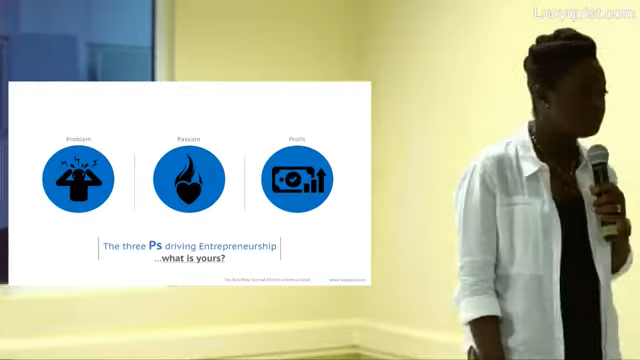 Lucyquist.com
Problem Passion Profit
The three Ps driving Entrepreneurship
...what is yours?